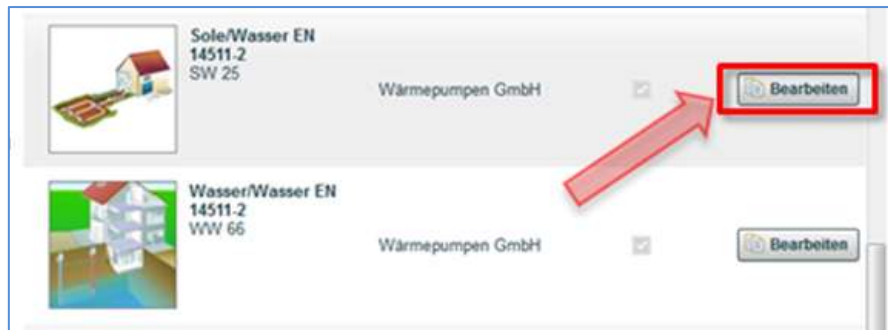 Sole/Wasser EN
14511-2
SW 25
Wärmepumpen GmbH
Bearbeiten
Wasser/Wasser EN
14511-2
WW 66
Wärmepumpen GmbH
Bearbeiten